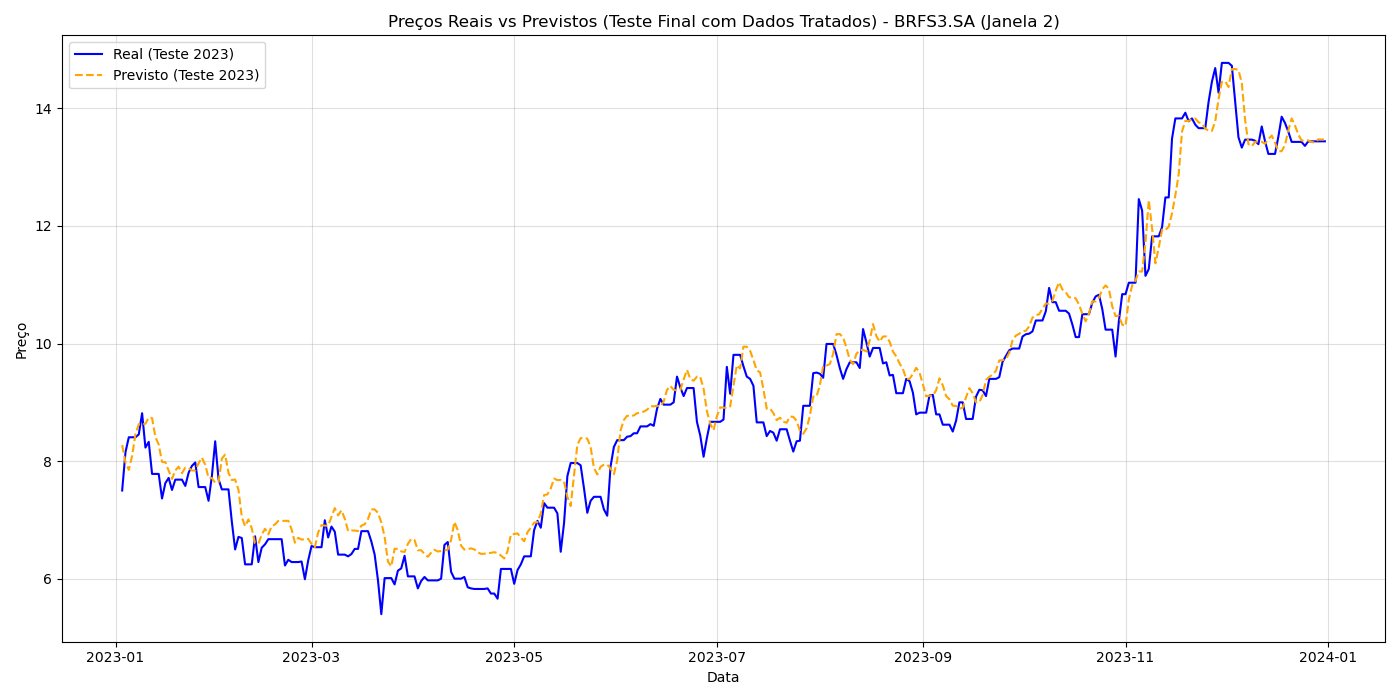 Preços Reais vs Previstos (Teste Final com Dados Tratados) - BRFS3.SA (Janela 2)
Real (Teste 2023)
Previsto (Teste 2023)
Preço
14
12
10
8
6
2023-01
2023-03
2023-05
2023-07
2023-09
2023-11
2024-01
Data